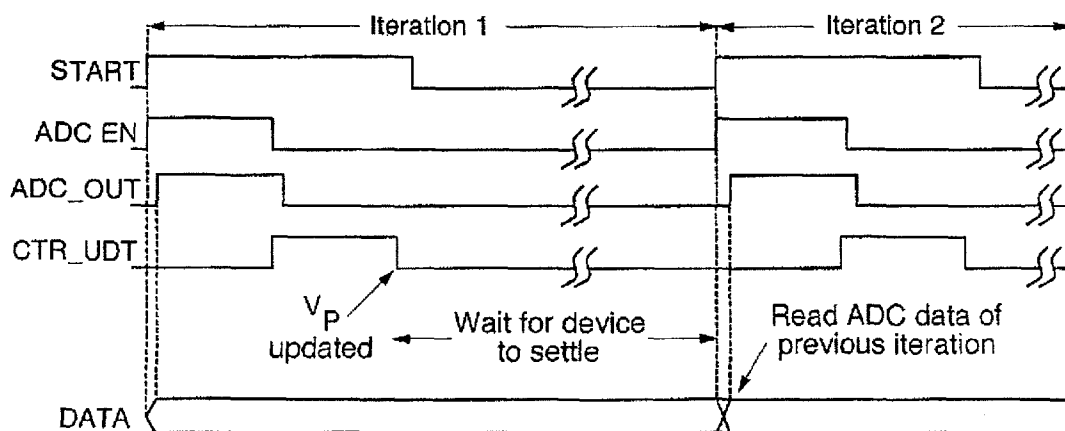 Iteration 1
Iteration 2
START
ADC EN
ADC_OUT
CTR_UDT
VP
updated
Wait for device
to settle
Read ADC data of
previous iteration
DATA